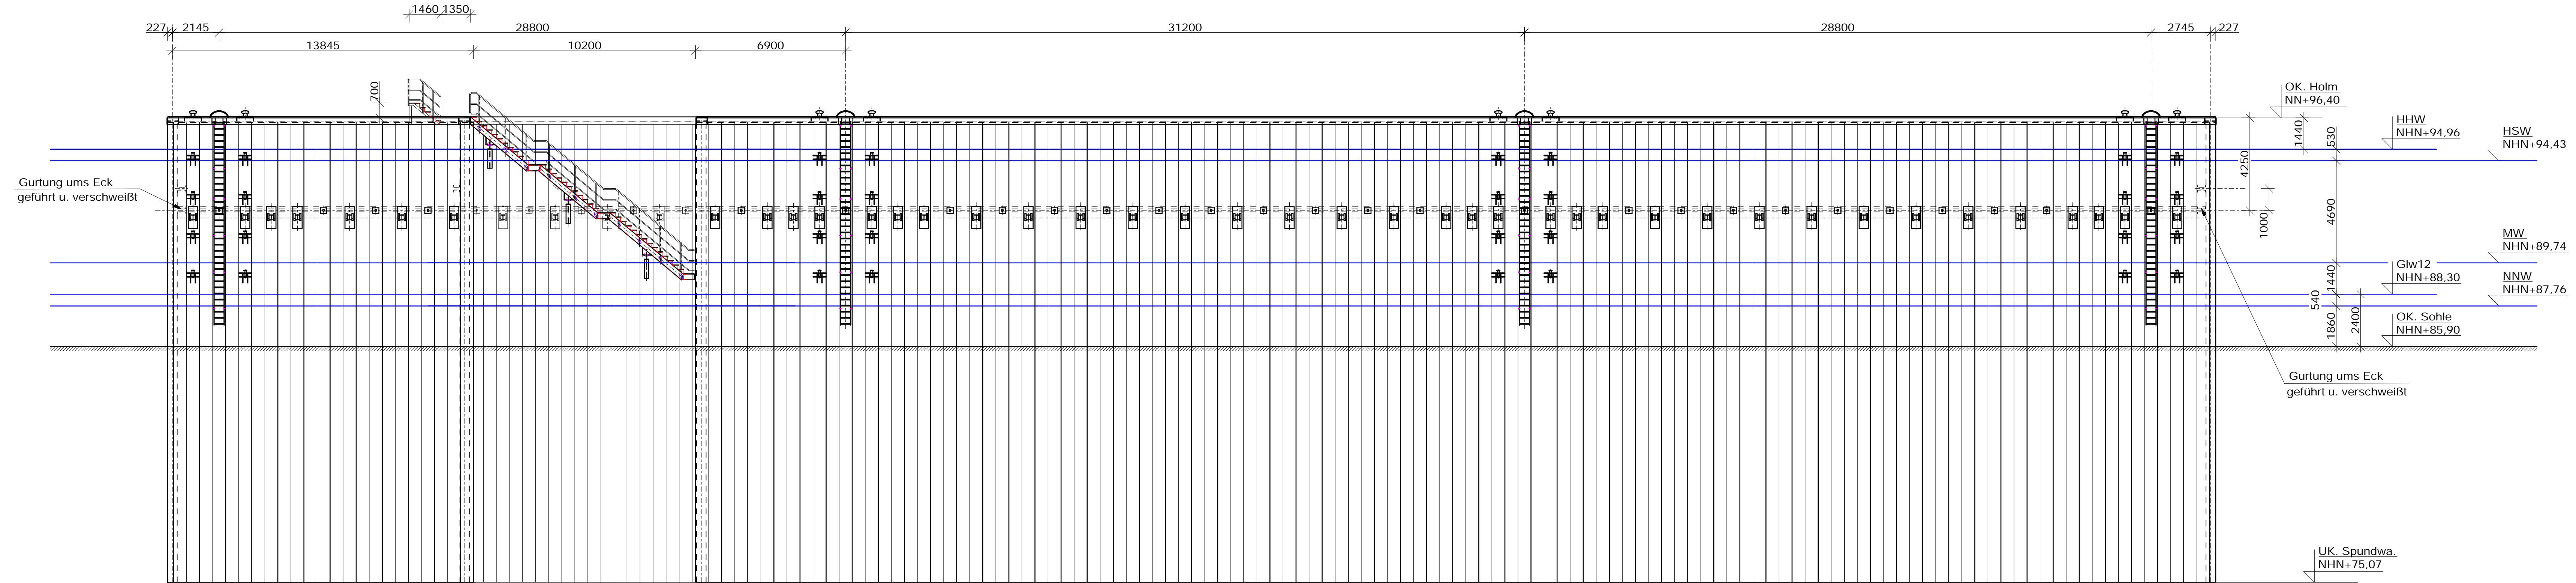 1460 1350
227 2145 28800 31200 28800 2745 227
13845 10200 6900
700
OK. Holm
NN+96,40
HHW
NHN+94,96
HSW
NHN+94,43
1440
530
4250
4690
1000
Gurtung ums Eck
geführt u. verschweißt
MW
NHN+89,74
Glw12
NHN+88,30
NNW
NHN+87,76
1440
540
1860
2400
OK. Sohle
NHN+85,90
Gurtung ums Eck
geführt u. verschweißt
UK. Spundwa.
NHN+75,07